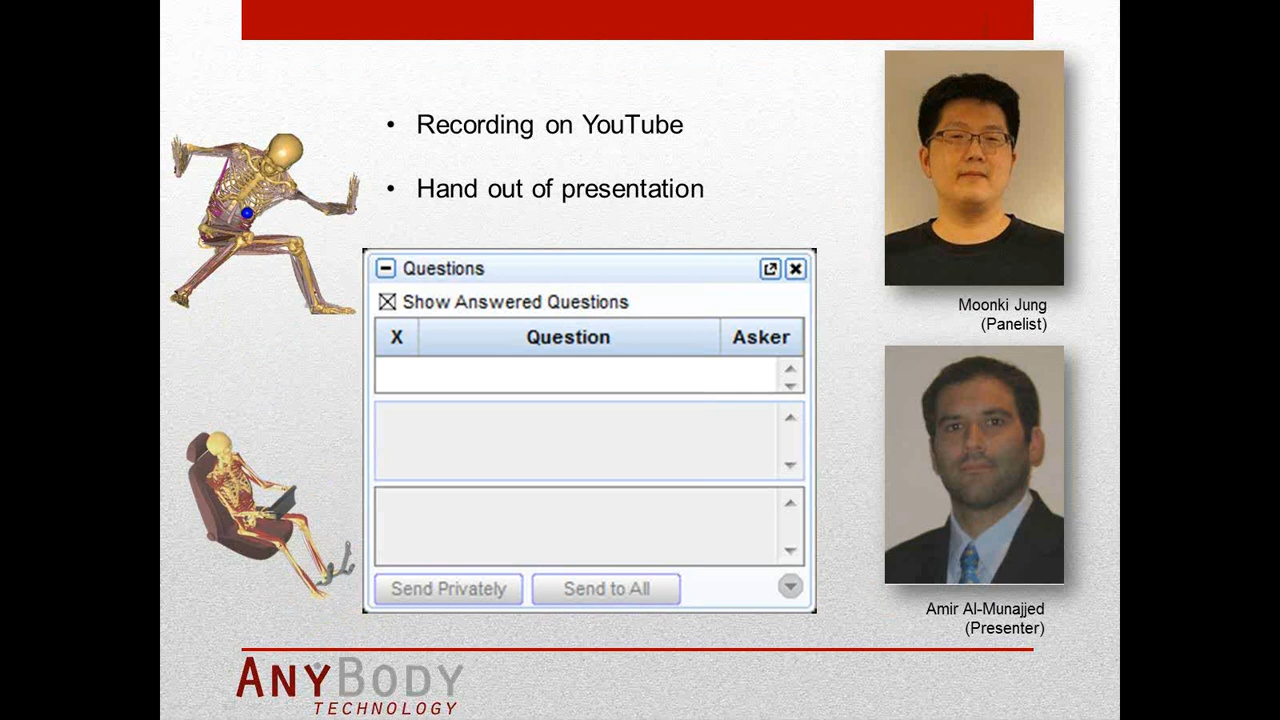 • Recording on YouTube
• Hand out of presentation
Questions
Show Answered Questions
X Question Asker
Send Privately Send to All
Moonki Jung
(Panelist)
Amir Al-Munajjed
(Presenter)
ANYBODY
TECHNOLOGY